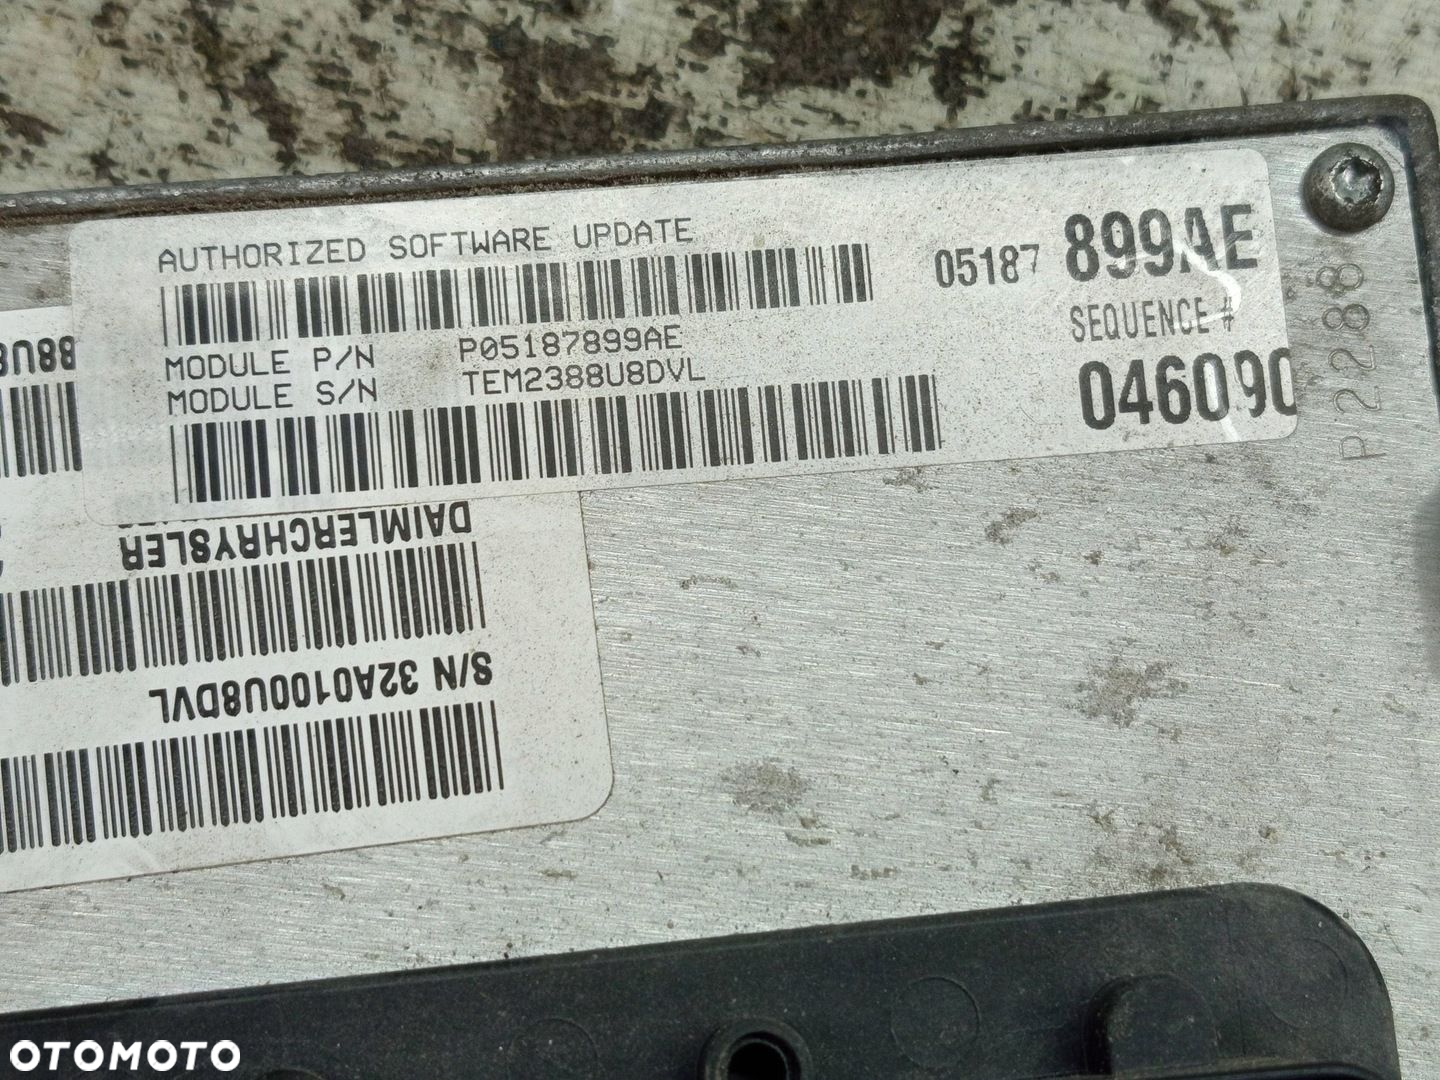 AUTHORIZED SOFTWARE UPDATE
05187 899AE
MODULE P/N P05187899AE
SEQUENCE #
MODULE S/N TEM2388U8DVL
046090
P2288
DAIMLERCHRYSLER
S/N 32A0100U8DVL
OTOMOTO